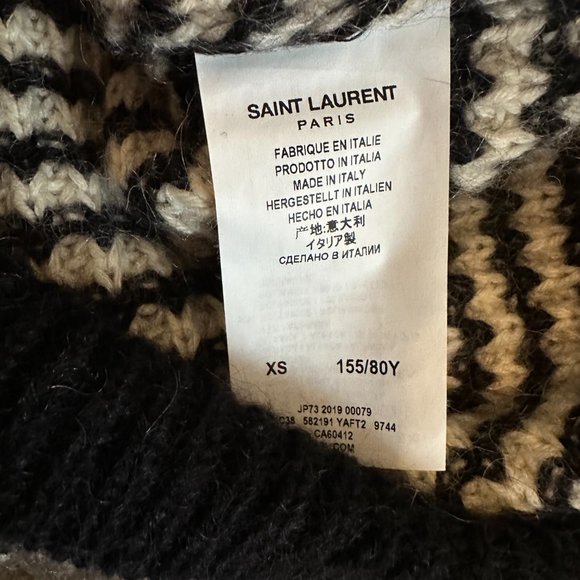 SAINT LAURENT
PARIS
FABRIQUE EN ITALIE
PRODOTTO IN ITALIA
MADE IN ITALY
HERGESTELLT IN ITALIEN
HECHO EN ITALIA
产地:意大利
イタリア製
СДЕЛАНО В ИТАЛИИ
XS 155/80Y
JP73 2019 00079
582191 YAFT2 9744
CA60412
.COM